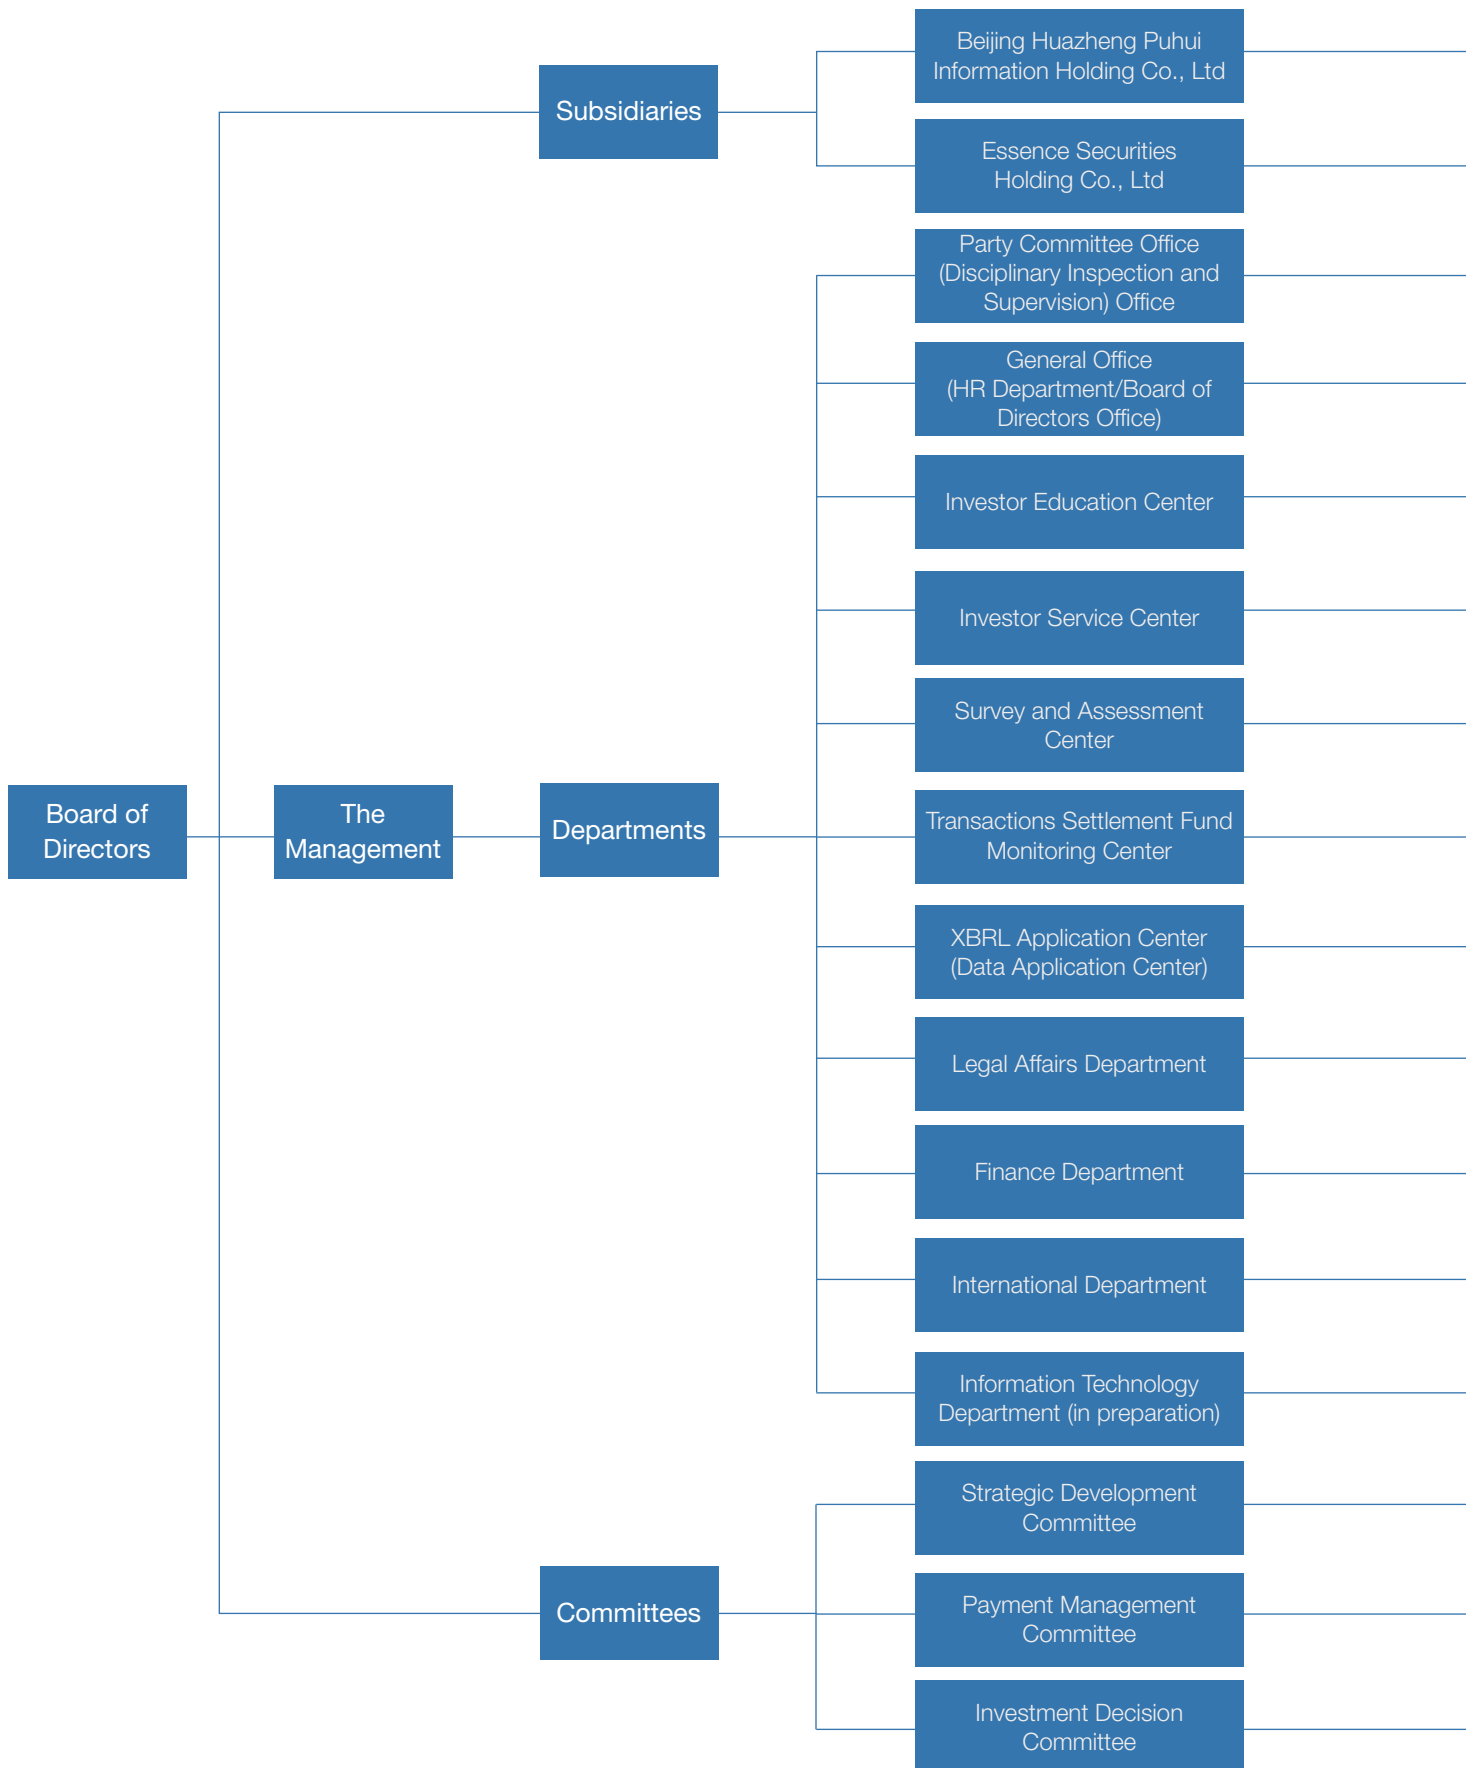 Board of
Directors
The
Management
Subsidiaries
Beijing Huazheng Puhui
Information Holding Co., Ltd
Essence Securities
Holding Co., Ltd
Departments
Party Committee Office
(Disciplinary Inspection and
Supervision) Office
General Office
(HR Department/Board of
Directors Office)
Investor Education Center
Investor Service Center
Survey and Assessment
Center
Transactions Settlement Fund
Monitoring Center
XBRL Application Center
(Data Application Center)
Legal Affairs Department
Finance Department
International Department
Information Technology
Department (in preparation)
Committees
Strategic Development
Committee
Payment Management
Committee
Investment Decision
Committee